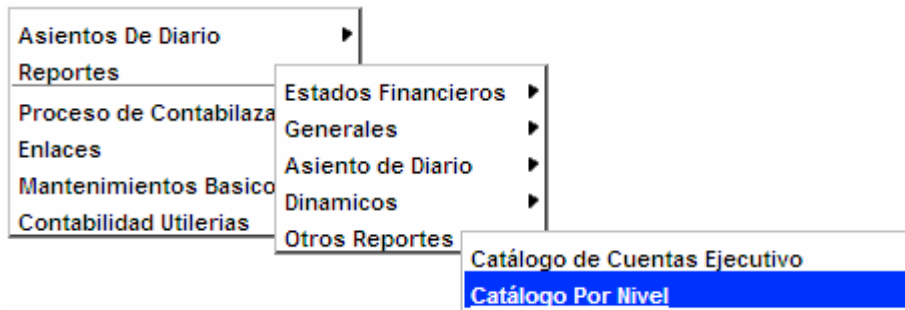 Asientos De Diario
Reportes
Proceso de Contabilaza
Enlaces
Mantenimientos Basico
Contabilidad Utilerias
Estados Financieros
Generales
Asiento de Diario
Dinamicos
Otros Reportes
Catálogo de Cuentas Ejecutivo
Catálogo Por Nivel